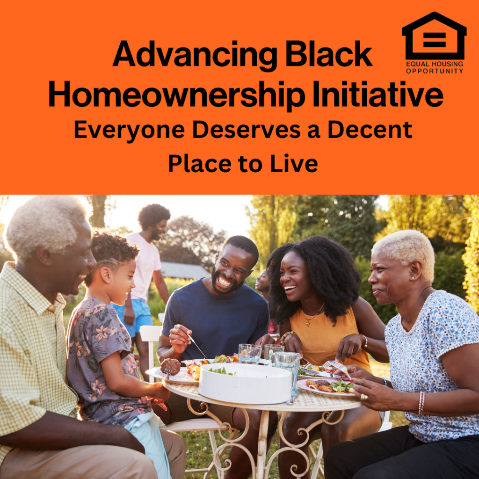 EQUAL HOUSING
OPPORTUNITY
Advancing Black
Homeownership Initiative
Everyone Deserves a Decent
Place to Live